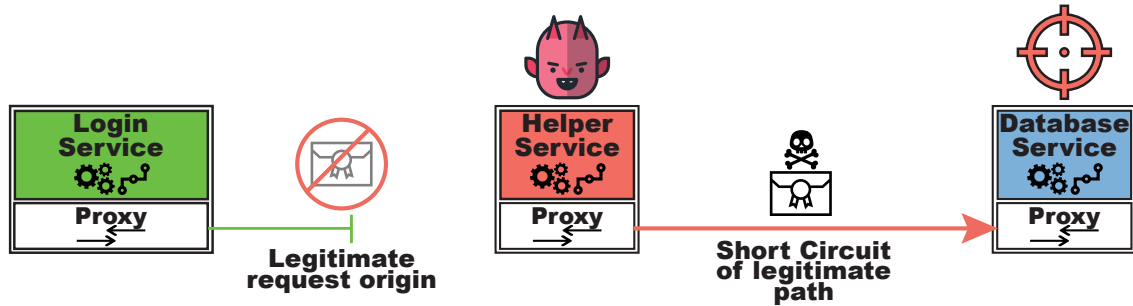 Login
Service
Proxy
Legitimate
request origin
Helper
Service
Proxy
Short Circuit
of legitimate
path
Database
Service
Proxy